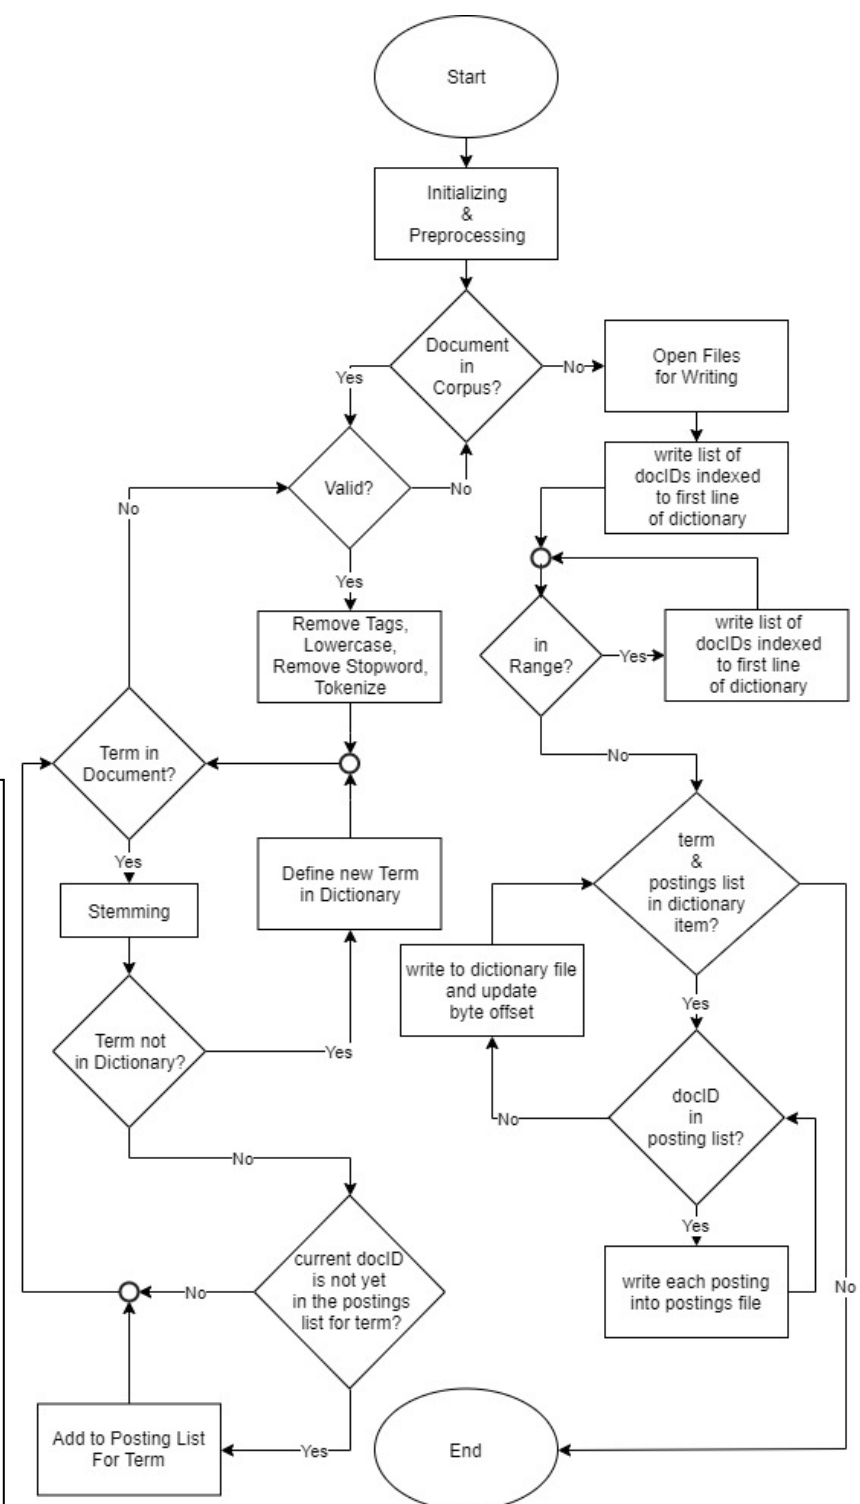 Start
Initializing
&
Preprocessing
Document
in
Corpus?
No
Open Files
for Writing
Yes
write list of
docIDs indexed
to first line
of dictionary
Valid?
No
No
Yes
Remove Tags,
Lowercase,
Remove Stopword,
Tokenize
in
Range?
Yes
write list of
docIDs indexed
to first line
of dictionary
No
Term in
Document?
Yes
Stemming
Define new Term
in Dictionary
term
&
postings list
in dictionary
item?
write to dictionary file
and update
byte offset
Yes
Term not
in Dictionary?
Yes
docID
in
posting list?
No
No
Yes
current docID
is not yet
in the postings
list for term?
No
write each posting
into postings file
No
Add to Posting List
For Term
Yes
End